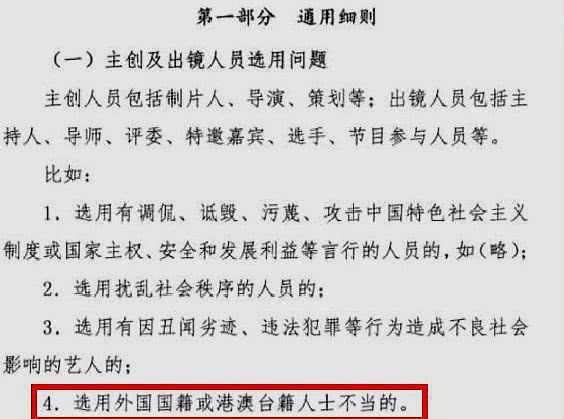 第一部分 通用细则
（一）主创及出镜人员选用问题
主创人员包括制片人、导演、策划等；出镜人员包括主
持人、导师、评委、特邀嘉宾、选手、节目参与人员等。
比如：
1．选用有调侃、诋毁、污蔑、攻击中国特色社会主义
制度或国家主权、安全和发展利益等言行的人员的，如（略）；
2．选用扰乱社会秩序的人员的；
3．选用有因丑闻劣迹、违法犯罪等行为造成不良社会
影响的艺人的；
4．选用外国国籍或港澳台籍人士不当的。